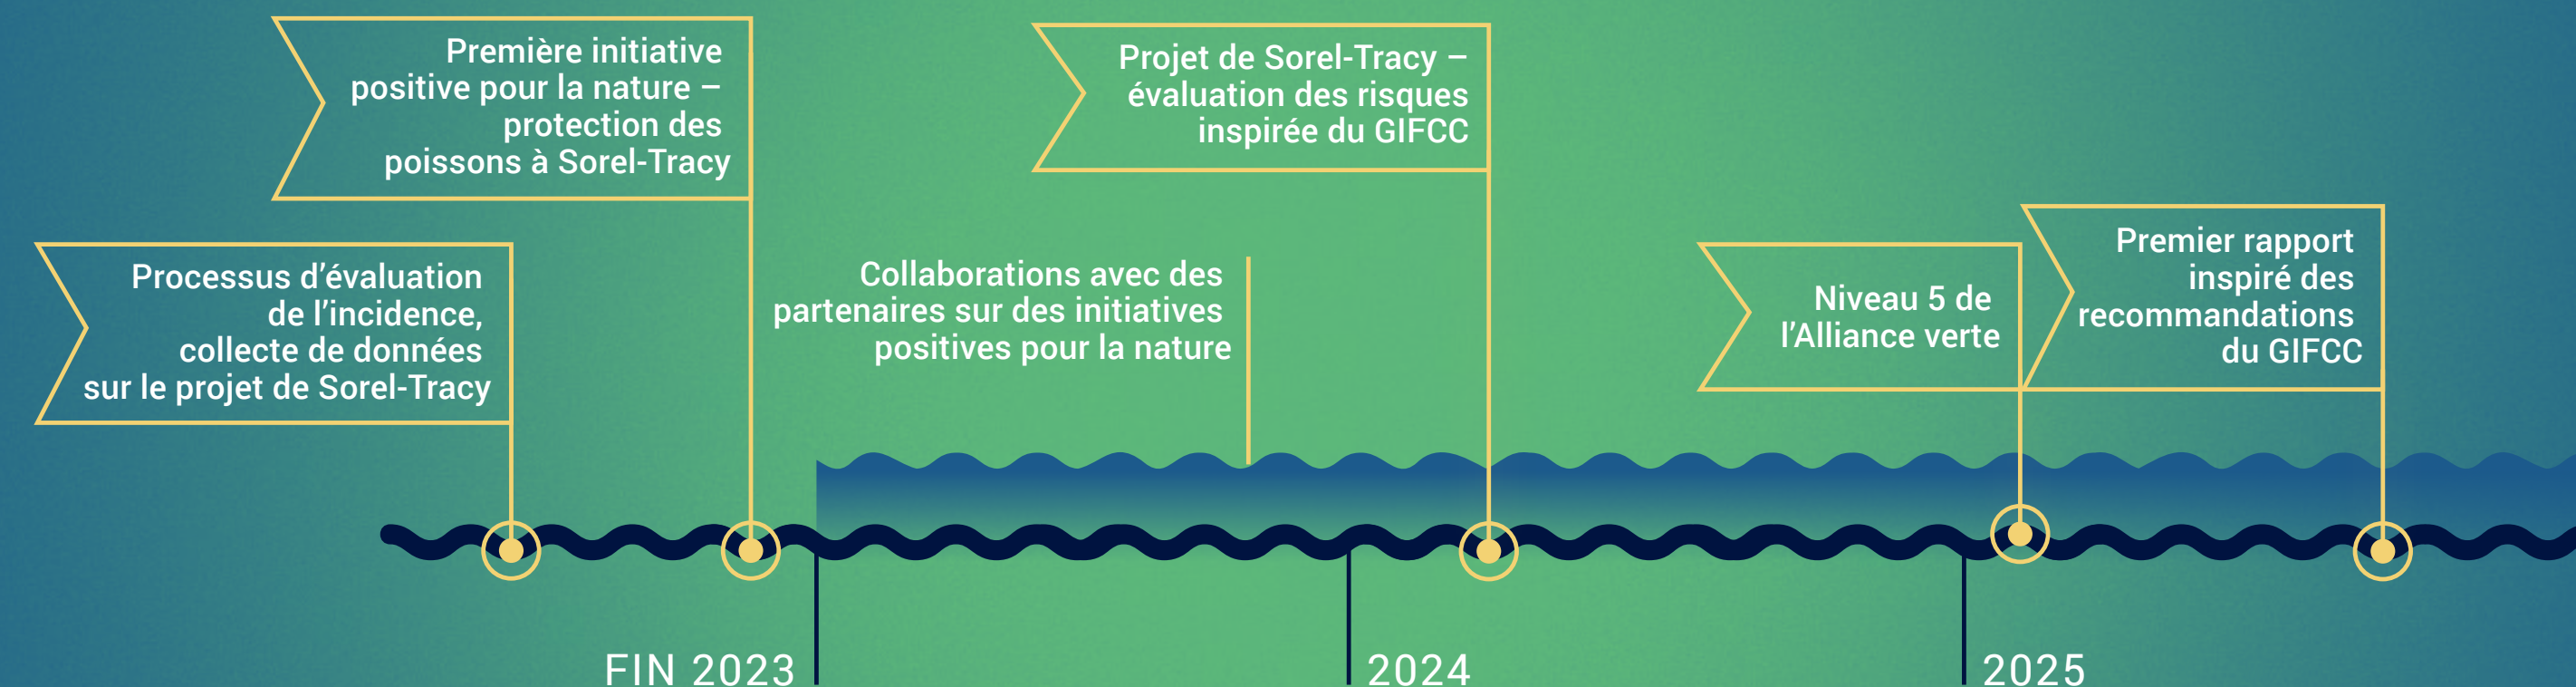 Première initiative
positive pour la nature –
protection des
poissons à Sorel-Tracy
Projet de Sorel-Tracy –
évaluation des risques
inspirée du GIFCC
Processus d’évaluation
de l’incidence,
collecte de données
sur le projet de Sorel-Tracy
Collaborations avec des
partenaires sur des initiatives
positives pour la nature
Niveau 5 de
l’Alliance verte
Premier rapport
inspiré des
recommandations
du GIFCC
FIN 2023
2024
2025